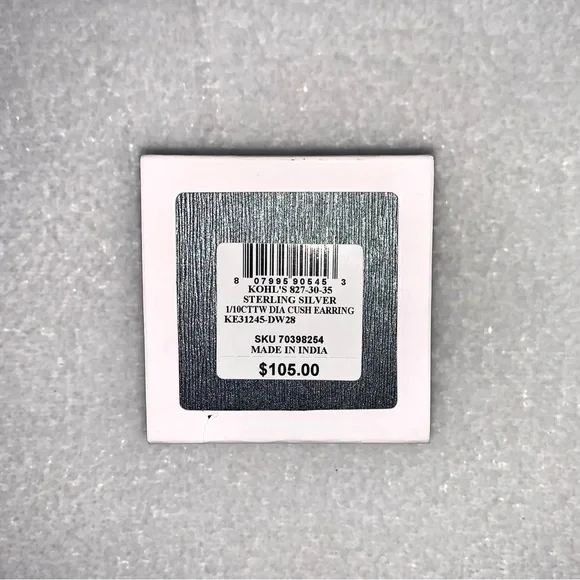 8 07995 90545 3
KOHL'S 827-30-35
STERLING SILVER
1/10CTTW DIA CUSH EARRING
KE31245-DW28
SKU 70398254
MADE IN INDIA
$105.00